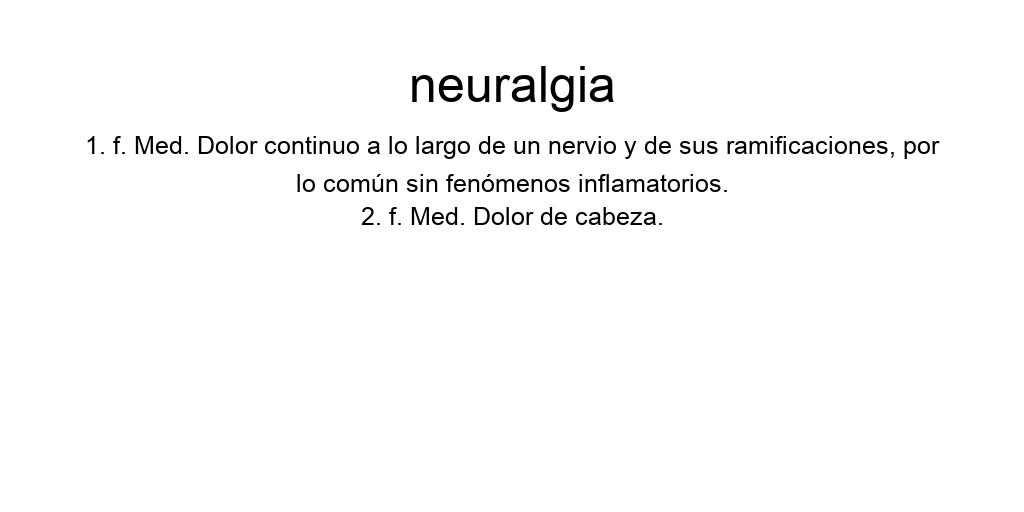 neuralgia
1. f. Med. Dolor continuo a lo largo de un nervio y de sus ramificaciones, por
lo común sin fenómenos inflamatorios.
2. f. Med. Dolor de cabeza.